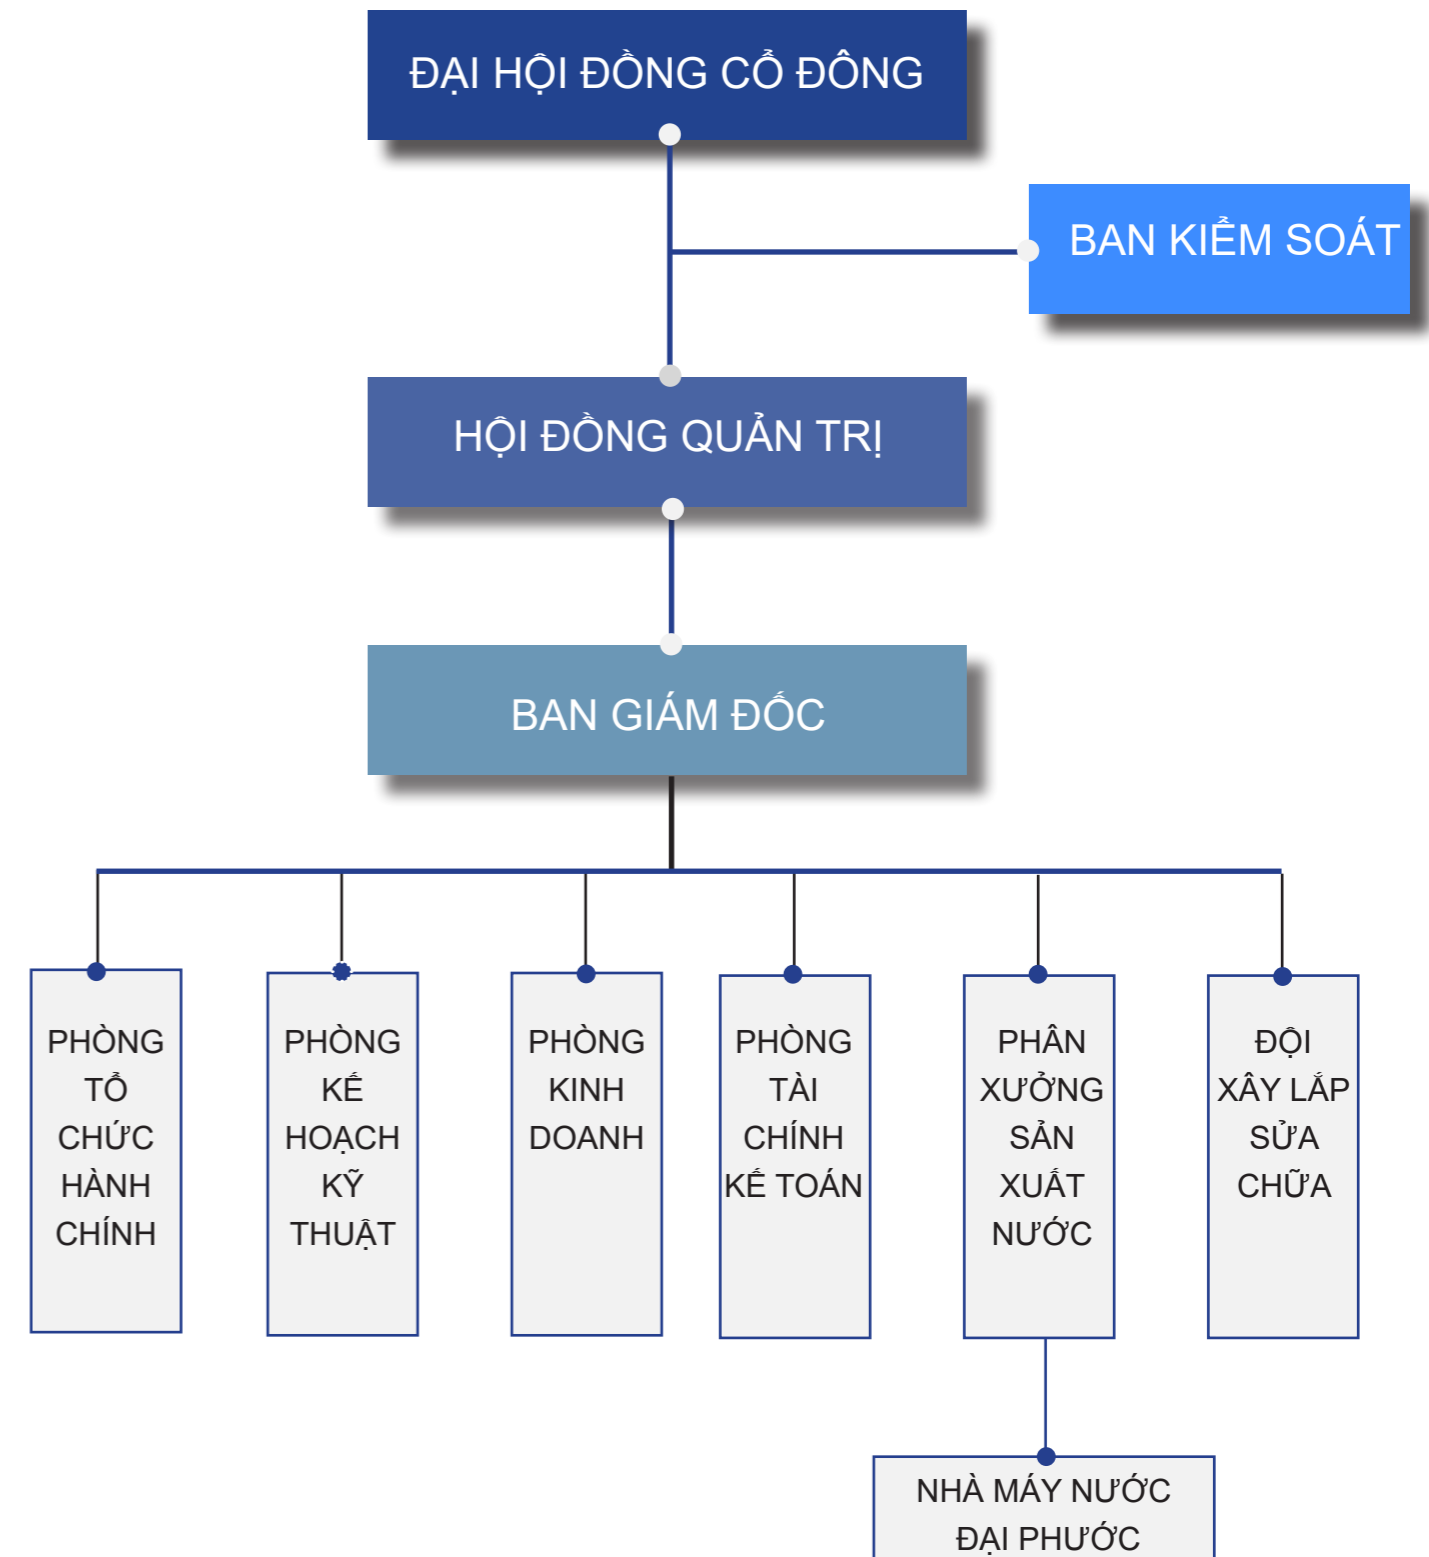 ĐẠI HỘI ĐỒNG CỔ ĐÔNG
BAN KIỂM SOÁT
HỘI ĐỒNG QUẢN TRỊ
BAN GIÁM ĐỐC
PHÒNG
TỔ
CHỨC
HÀNH
CHÍNH
PHÒNG
KẾ
HOẠCH
KỸ
THUẬT
PHÒNG
KINH
DOANH
PHÒNG
TÀI
CHÍNH
KẾ TOÁN
PHÂN
XƯỞNG
SẢN
XUẤT
NƯỚC
ĐỘI
XÂY LẮP
SỬA
CHỮA
NHÀ MÁY NƯỚC
ĐẠI PHƯỚC